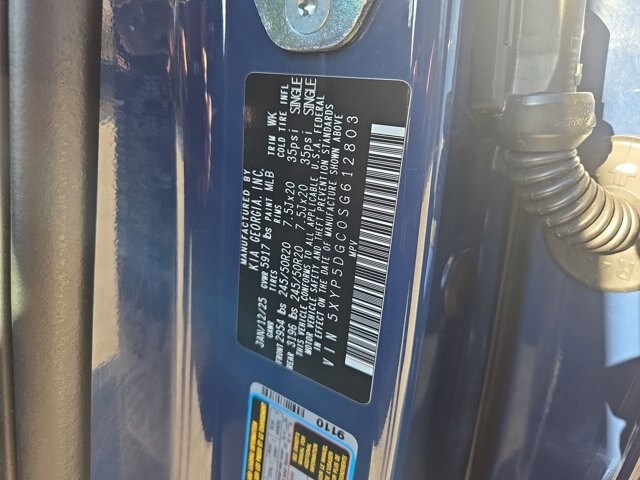 MANUFACTURED BY
KIA GEORGIA, INC.
JAN/12/25 GVWR 5917 lbs PAINT MLB TRIM WK
GAWR TIRES RIMS COLD TIRE INFL
FRONT 2954 lbs 245/50R20 7.5Jx20 35psi SINGLE
REAR 3196 lbs 245/50R20 7.5Jx20 35psi SINGLE
THIS VEHICLE CONFORMS TO ALL APPLICABLE U.S.A. FEDERAL
MOTOR VEHICLE SAFETY AND THEFT PREVENTION STANDARDS
IN EFFECT ON THE DATE OF MANUFACTURE SHOWN ABOVE
VIN 5XYP5DGC0SG612803
MPV
9110